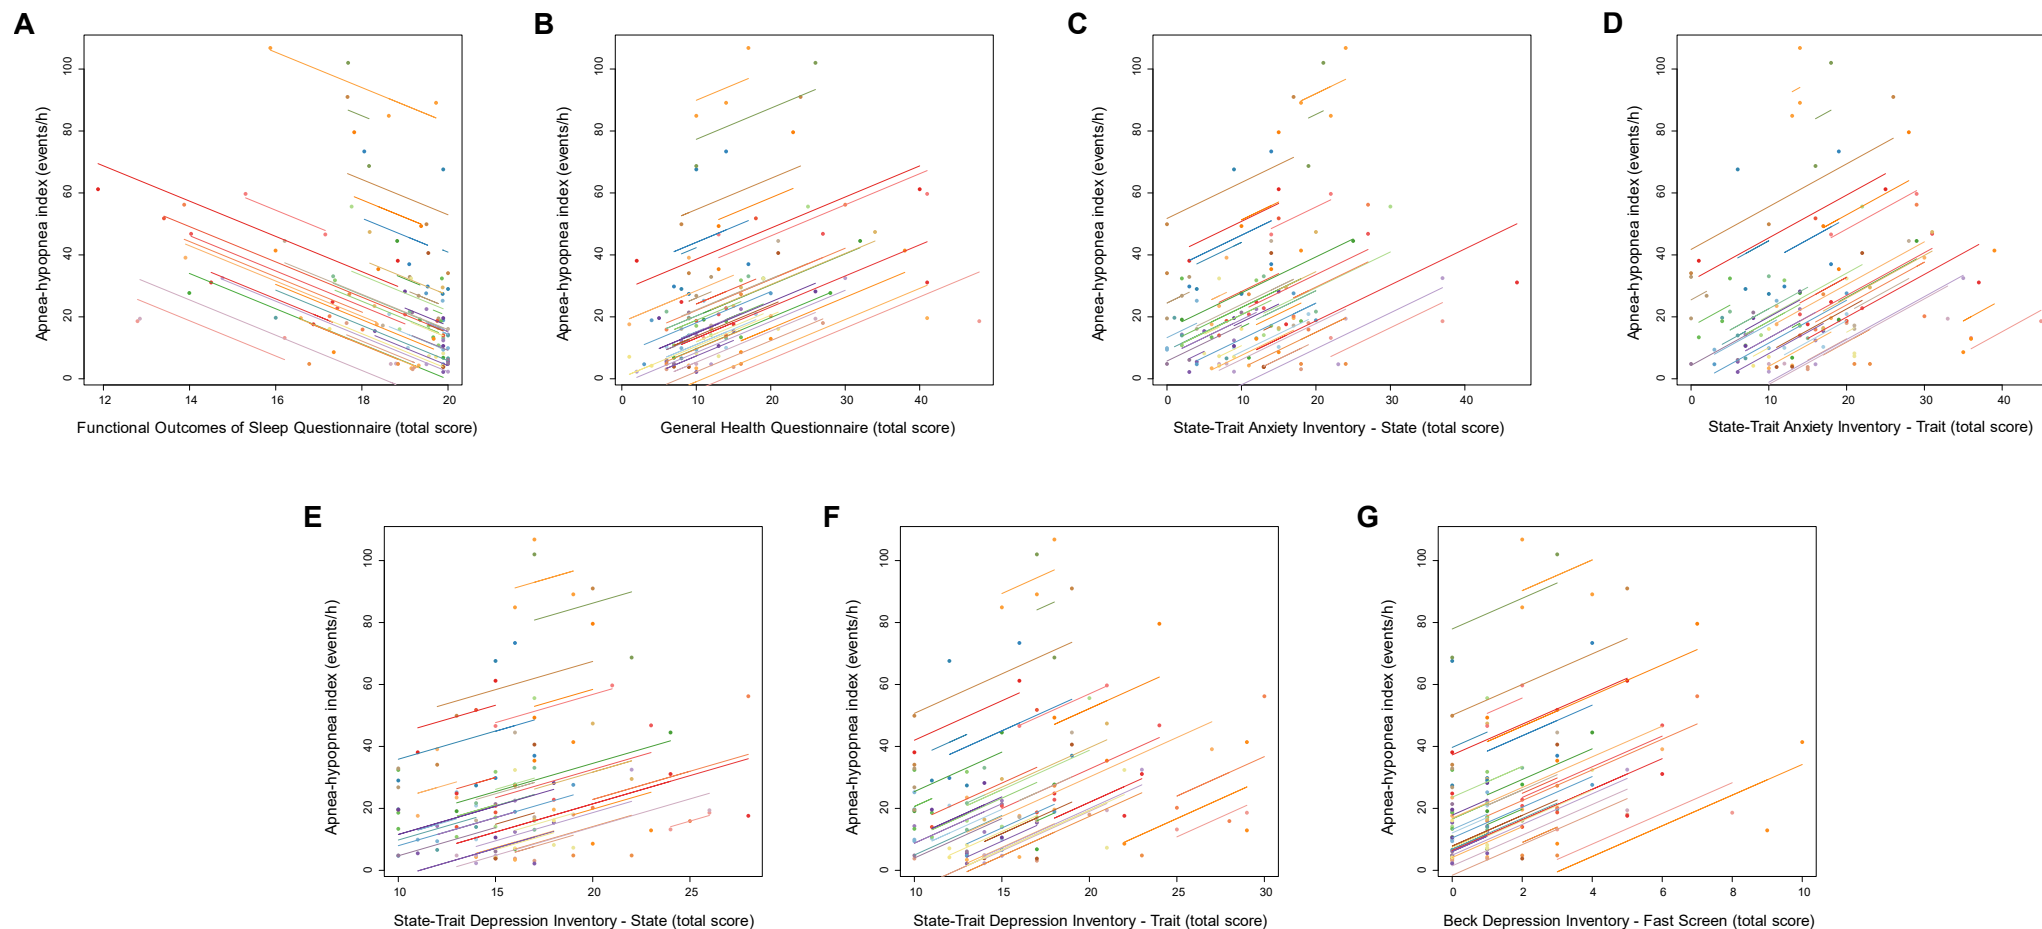 A
B
C
D
Apnea-hypopnea index (events/h)
0 20 40 60 80 100
12 14 16 18 20
Functional Outcomes of Sleep Questionnaire (total score)
Apnea-hypopnea index (events/h)
0 20 40 60 80 100
0 10 20 30 40
General Health Questionnaire (total score)
Apnea-hypopnea index (events/h)
0 20 40 60 80 100
0 10 20 30 40
State-Trait Anxiety Inventory - State (total score)
Apnea-hypopnea index (events/h)
0 20 40 60 80 100
0 10 20 30 40
State-Trait Anxiety Inventory - Trait (total score)
E
F
G
Apnea-hypopnea index (events/h)
0 20 40 60 80 100
10 15 20 25
State-Trait Depression Inventory - State (total score)
Apnea-hypopnea index (events/h)
0 20 40 60 80 100
10 15 20 25 30
State-Trait Depression Inventory - Trait (total score)
Apnea-hypopnea index (events/h)
0 20 40 60 80 100
0 2 4 6 8 10
Beck Depression Inventory - Fast Screen (total score)